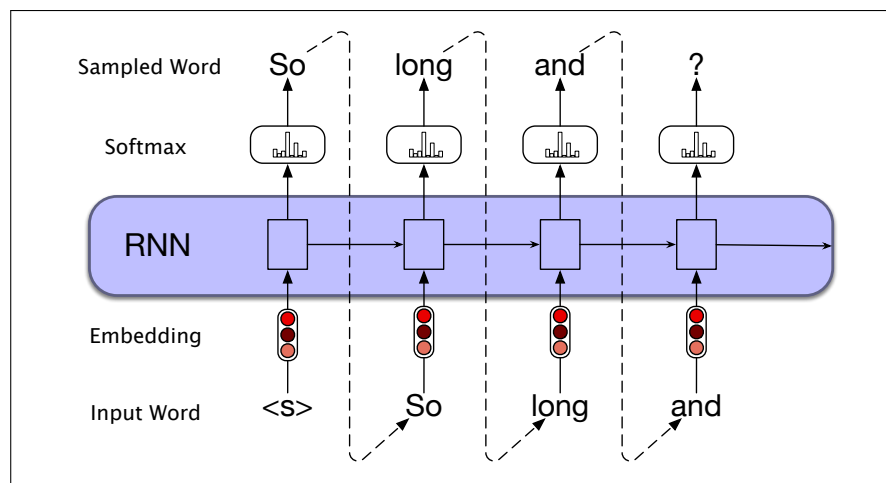 Sampled Word So long and ?
Softmax
RNN
Embedding
Input Word <s> So long and